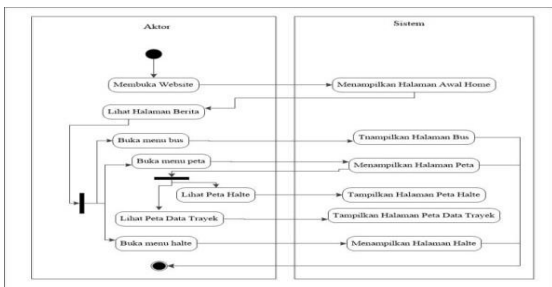 Aktor
Sistem
Membuka Website
Menampilkan Halaman Awal Home
Lihat Halaman Berita
Buka menu bus
Tnampilkan Halaman Bus
Buka menu peta
Menampilkan Halaman Peta
Lihat Peta Halte
Tampilkan Halaman Peta Halte
Lihat Peta Data Trayek
Tampilkan Halaman Peta Data Trayek
Buka menu halte
Menampilkan Halaman Halte